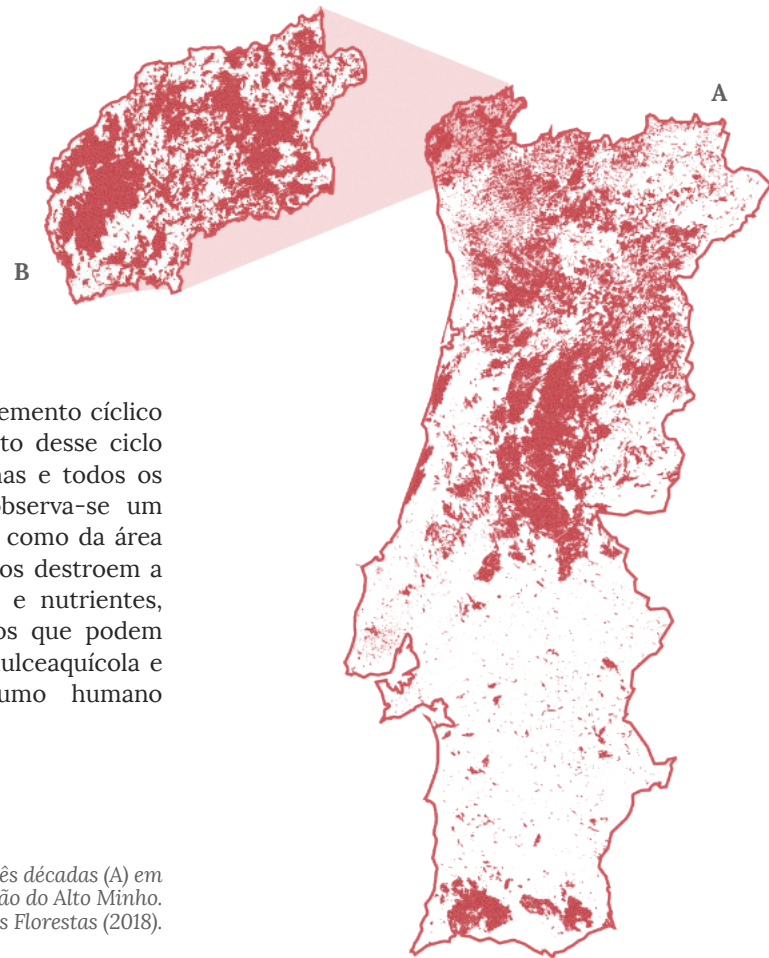 A
B
emento cíclico
to desse ciclo
nas e todos os
observa-se um
como da área
os destroem a
e nutrientes,
os que podem
ulceaquícola e
umo humano
ês décadas (A) em
ão do Alto Minho.
s Florestas (2018).